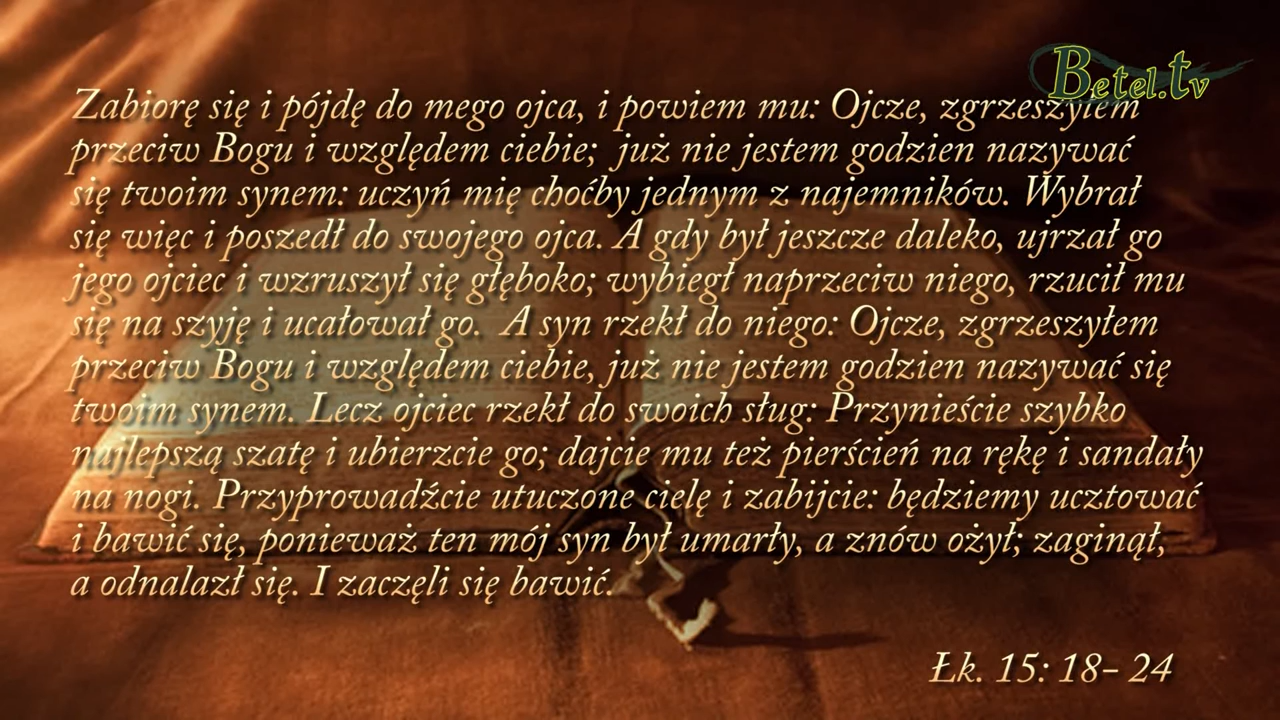 Betel.tv
Zabiorę się i pójdę do mego ojca, i powiem mu: Ojcze, zgrzeszyłem
przeciw Bogu i względem ciebie;  już nie jestem godzien nazywać
się twoim synem: uczyń mię choćby jednym z najemników. Wybrał
się więc i poszedł do swojego ojca. A gdy był jeszcze daleko, ujrzał go
jego ojciec i wzruszył się głęboko; wybiegł naprzeciw niego, rzucił mu
się na szyję i ucałował go.  A syn rzekł do niego: Ojcze, zgrzeszyłem
przeciw Bogu i względem ciebie, już nie jestem godzien nazywać się
twoim synem. Lecz ojciec rzekł do swoich sług: Przynieście szybko
najlepszą szatę i ubierzcie go; dajcie mu też pierścień na rękę i sandały
na nogi. Przyprowadźcie utuczone cielę i zabijcie: będziemy ucztować
i bawić się, ponieważ ten mój syn był umarły, a znów ożył; zaginął,
a odnalazł się. I zaczęli się bawić.
Łk. 15: 18– 24